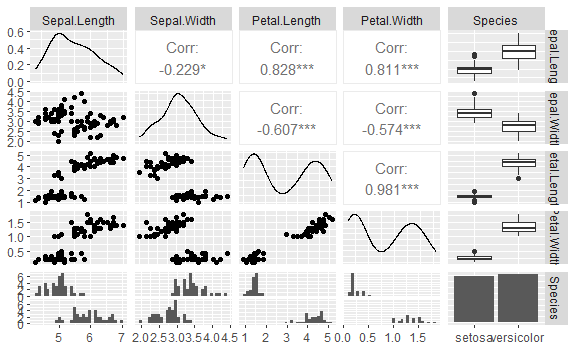 Sepal.Length Sepal.Width Petal.Length Petal.Width Species
0.6
0.4
0.2
0.0
Corr:
-0.229*
Corr:
0.828***
Corr:
0.811***
epal.Leng
4.5
4.0
3.5
3.0
2.5
2.0
Corr:
-0.607***
Corr:
-0.574***
epal.Width
5
4
3
2
1
Corr:
0.981***
etal.Lengt
1.5
1.0
0.5
Petal.Width
6
4
2
0
6
4
2
0
Species
5 6 7 2.0 2.5 3.0 3.5 4.0 4.5 1 2 3 4 5 0.5 1.0 1.5 setosa versicolor